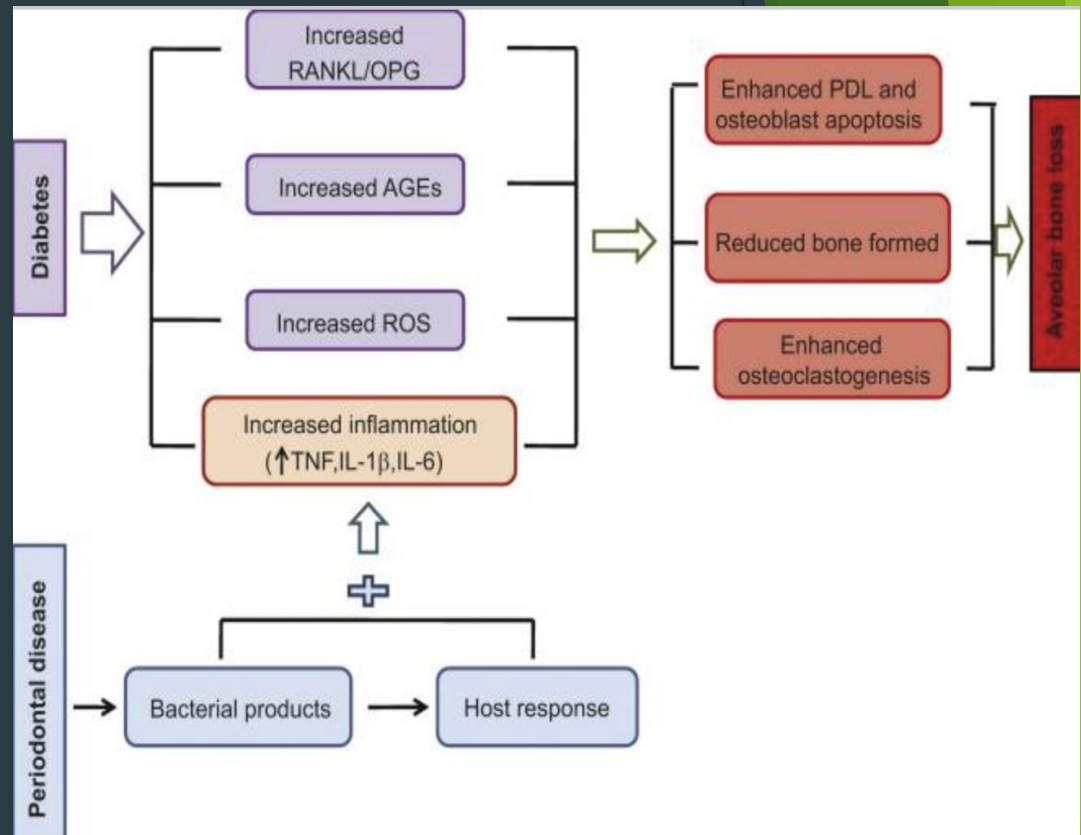 Diabetes
Increased
RANKL/OPG
Increased AGEs
Increased ROS
Increased inflammation
(↑TNF,IL-1β,IL-6)
Enhanced PDL and
osteoblast apoptosis
Reduced bone formed
Enhanced
osteoclastogenesis
Aveolar bone loss
Periodontal disease
Bacterial products
Host response